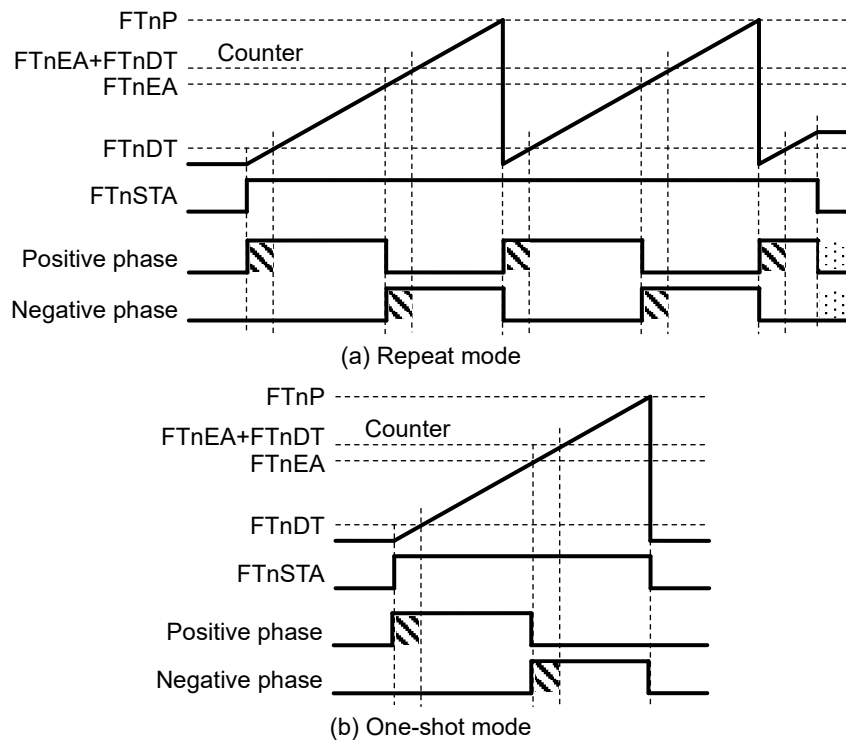 FTnP
FTnEA+FTnDT
Counter
FTnEA
FTnDT
FTnSTA
Positive phase
Negative phase
(a) Repeat mode
FTnP
FTnEA+FTnDT
Counter
FTnEA
FTnDT
FTnSTA
Positive phase
Negative phase
(b) One-shot mode